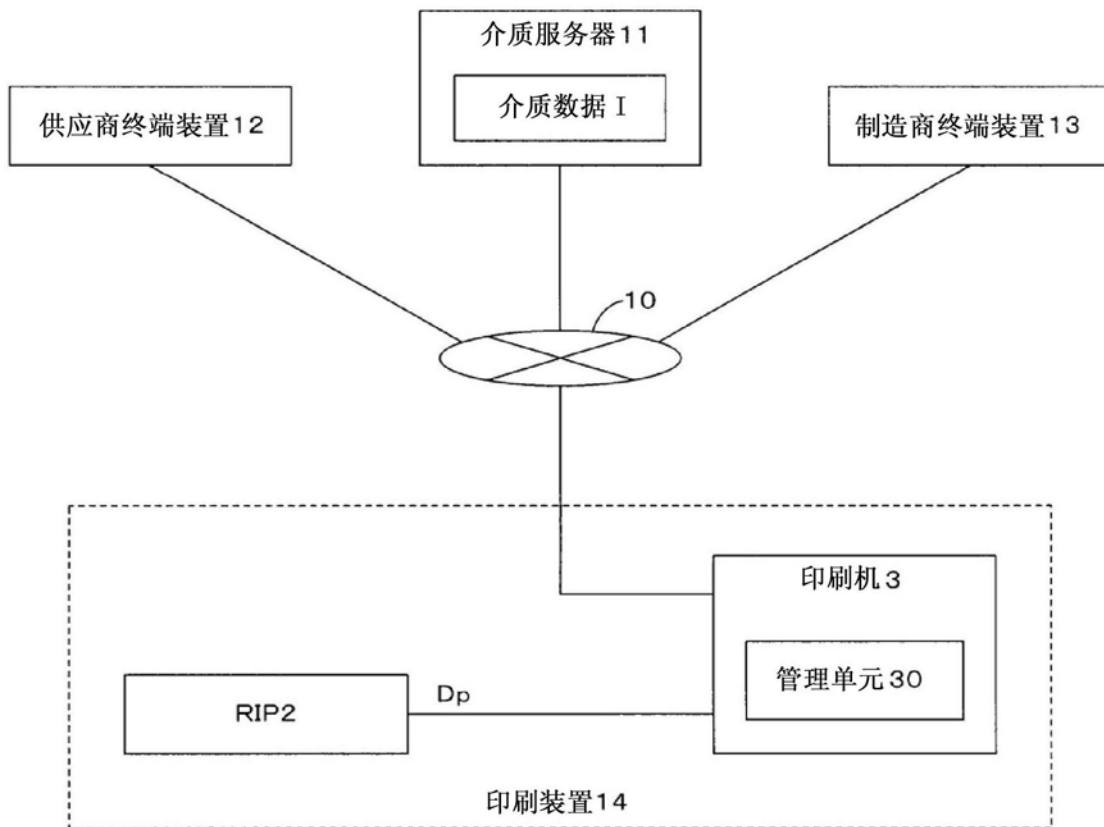 介质服务器11
介质数据 I
供应商终端装置12
制造商终端装置13
10
印刷机3
管理单元30
RIP2
Dp
印刷装置14